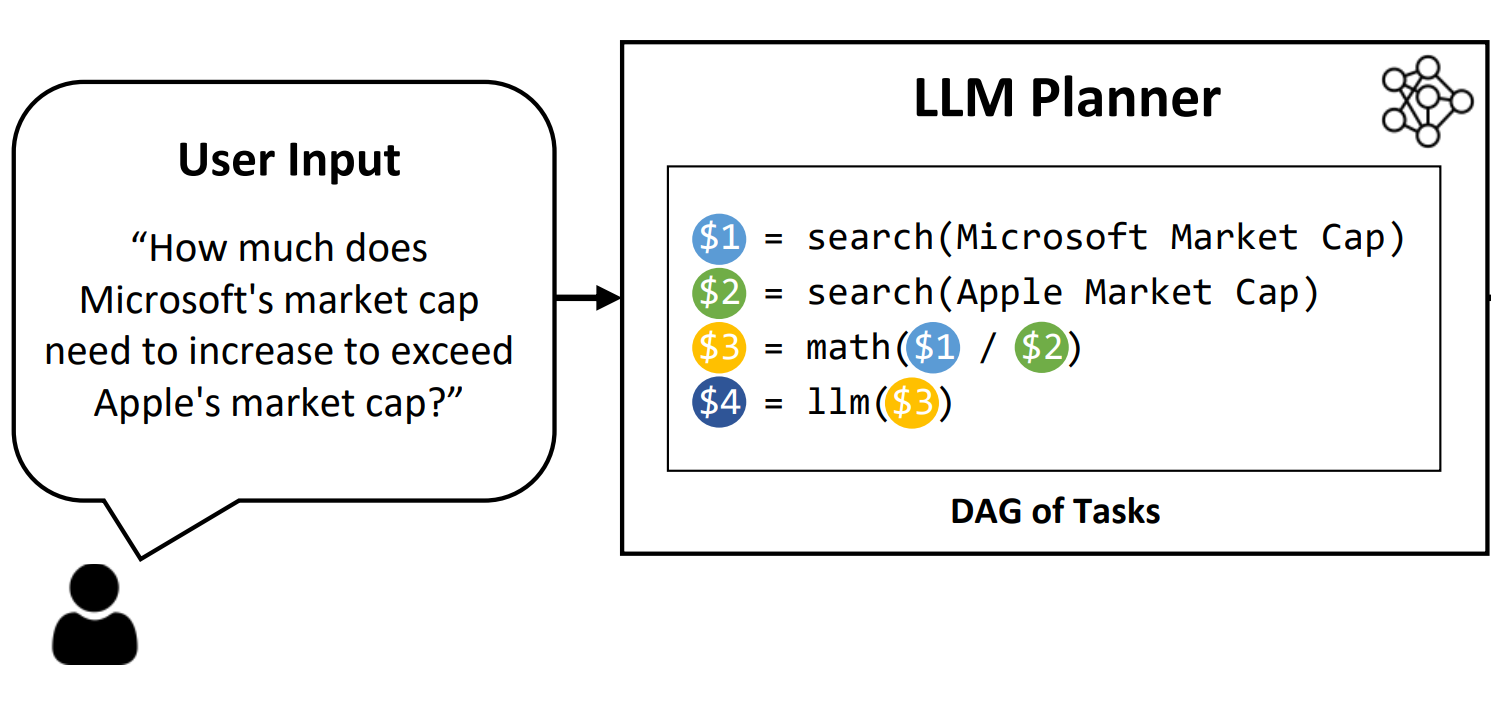 User Input
“How much does
Microsoft's market cap
need to increase to exceed
Apple's market cap?”
LLM Planner
$1 = search(Microsoft Market Cap)
$2 = search(Apple Market Cap)
$3 = math($1 / $2)
$4 = llm($3)
DAG of Tasks